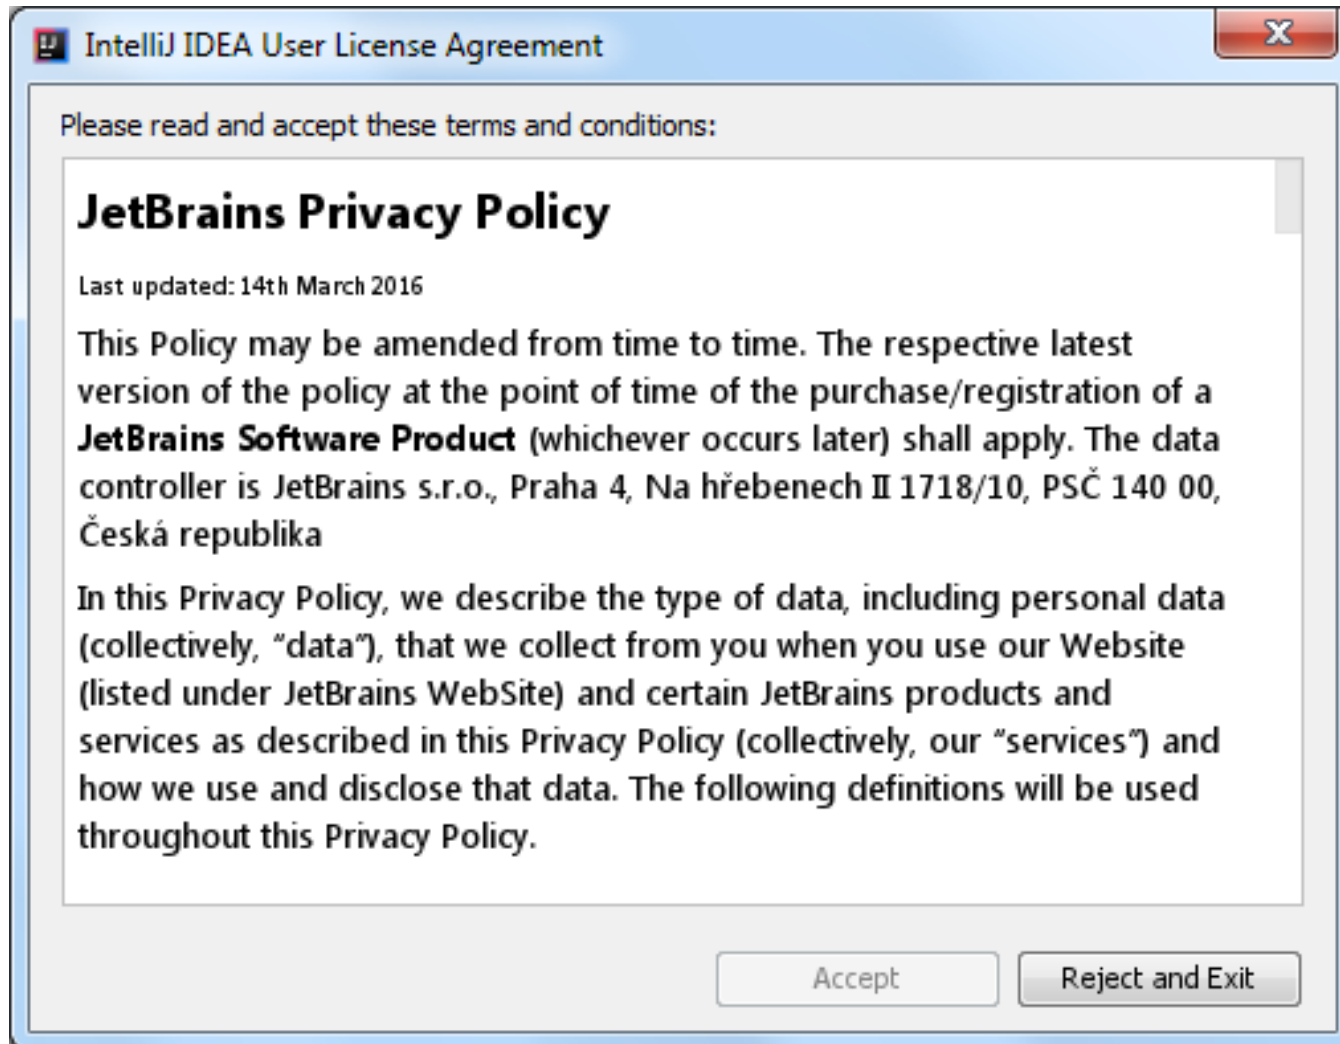 IntelliJ IDEA User License Agreement
Please read and accept these terms and conditions:
JetBrains Privacy Policy
Last updated: 14th March 2016
This Policy may be amended from time to time. The respective latest
version of the policy at the point of time of the purchase/registration of a
JetBrains Software Product (whichever occurs later) shall apply. The data
controller is JetBrains s.r.o., Praha 4, Na hřebenech II 1718/10, PSČ 140 00,
Česká republika
In this Privacy Policy, we describe the type of data, including personal data
(collectively, “data”), that we collect from you when you use our Website
(listed under JetBrains WebSite) and certain JetBrains products and
services as described in this Privacy Policy (collectively, our “services”) and
how we use and disclose that data. The following definitions will be used
throughout this Privacy Policy.
Accept
Reject and Exit